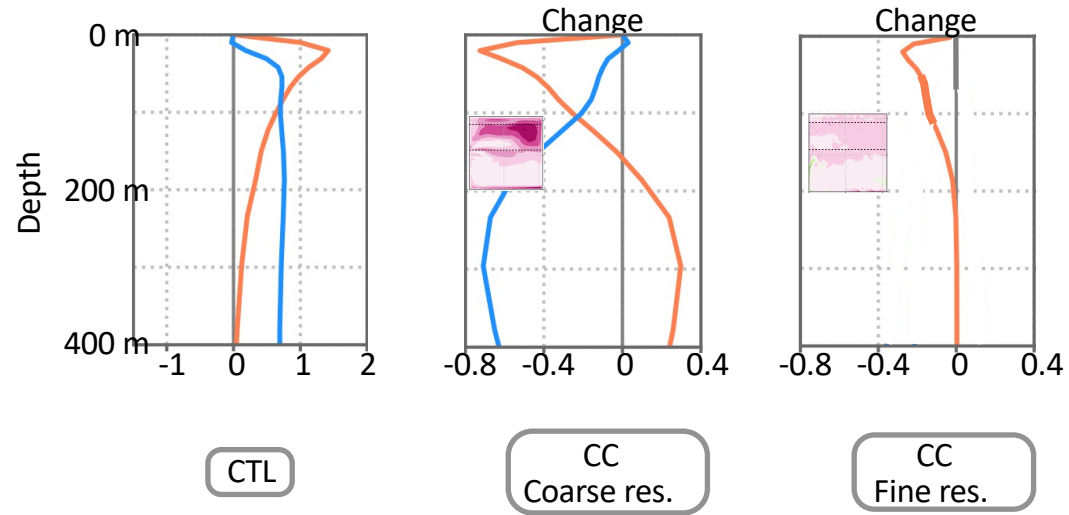 Change
Change
0 m
200 m
400 m
Depth
-1
0
1
2
-0.8
-0.4
0
0.4
-0.8
-0.4
0
0.4
CTL
CC
Coarse res.
CC
Fine res.